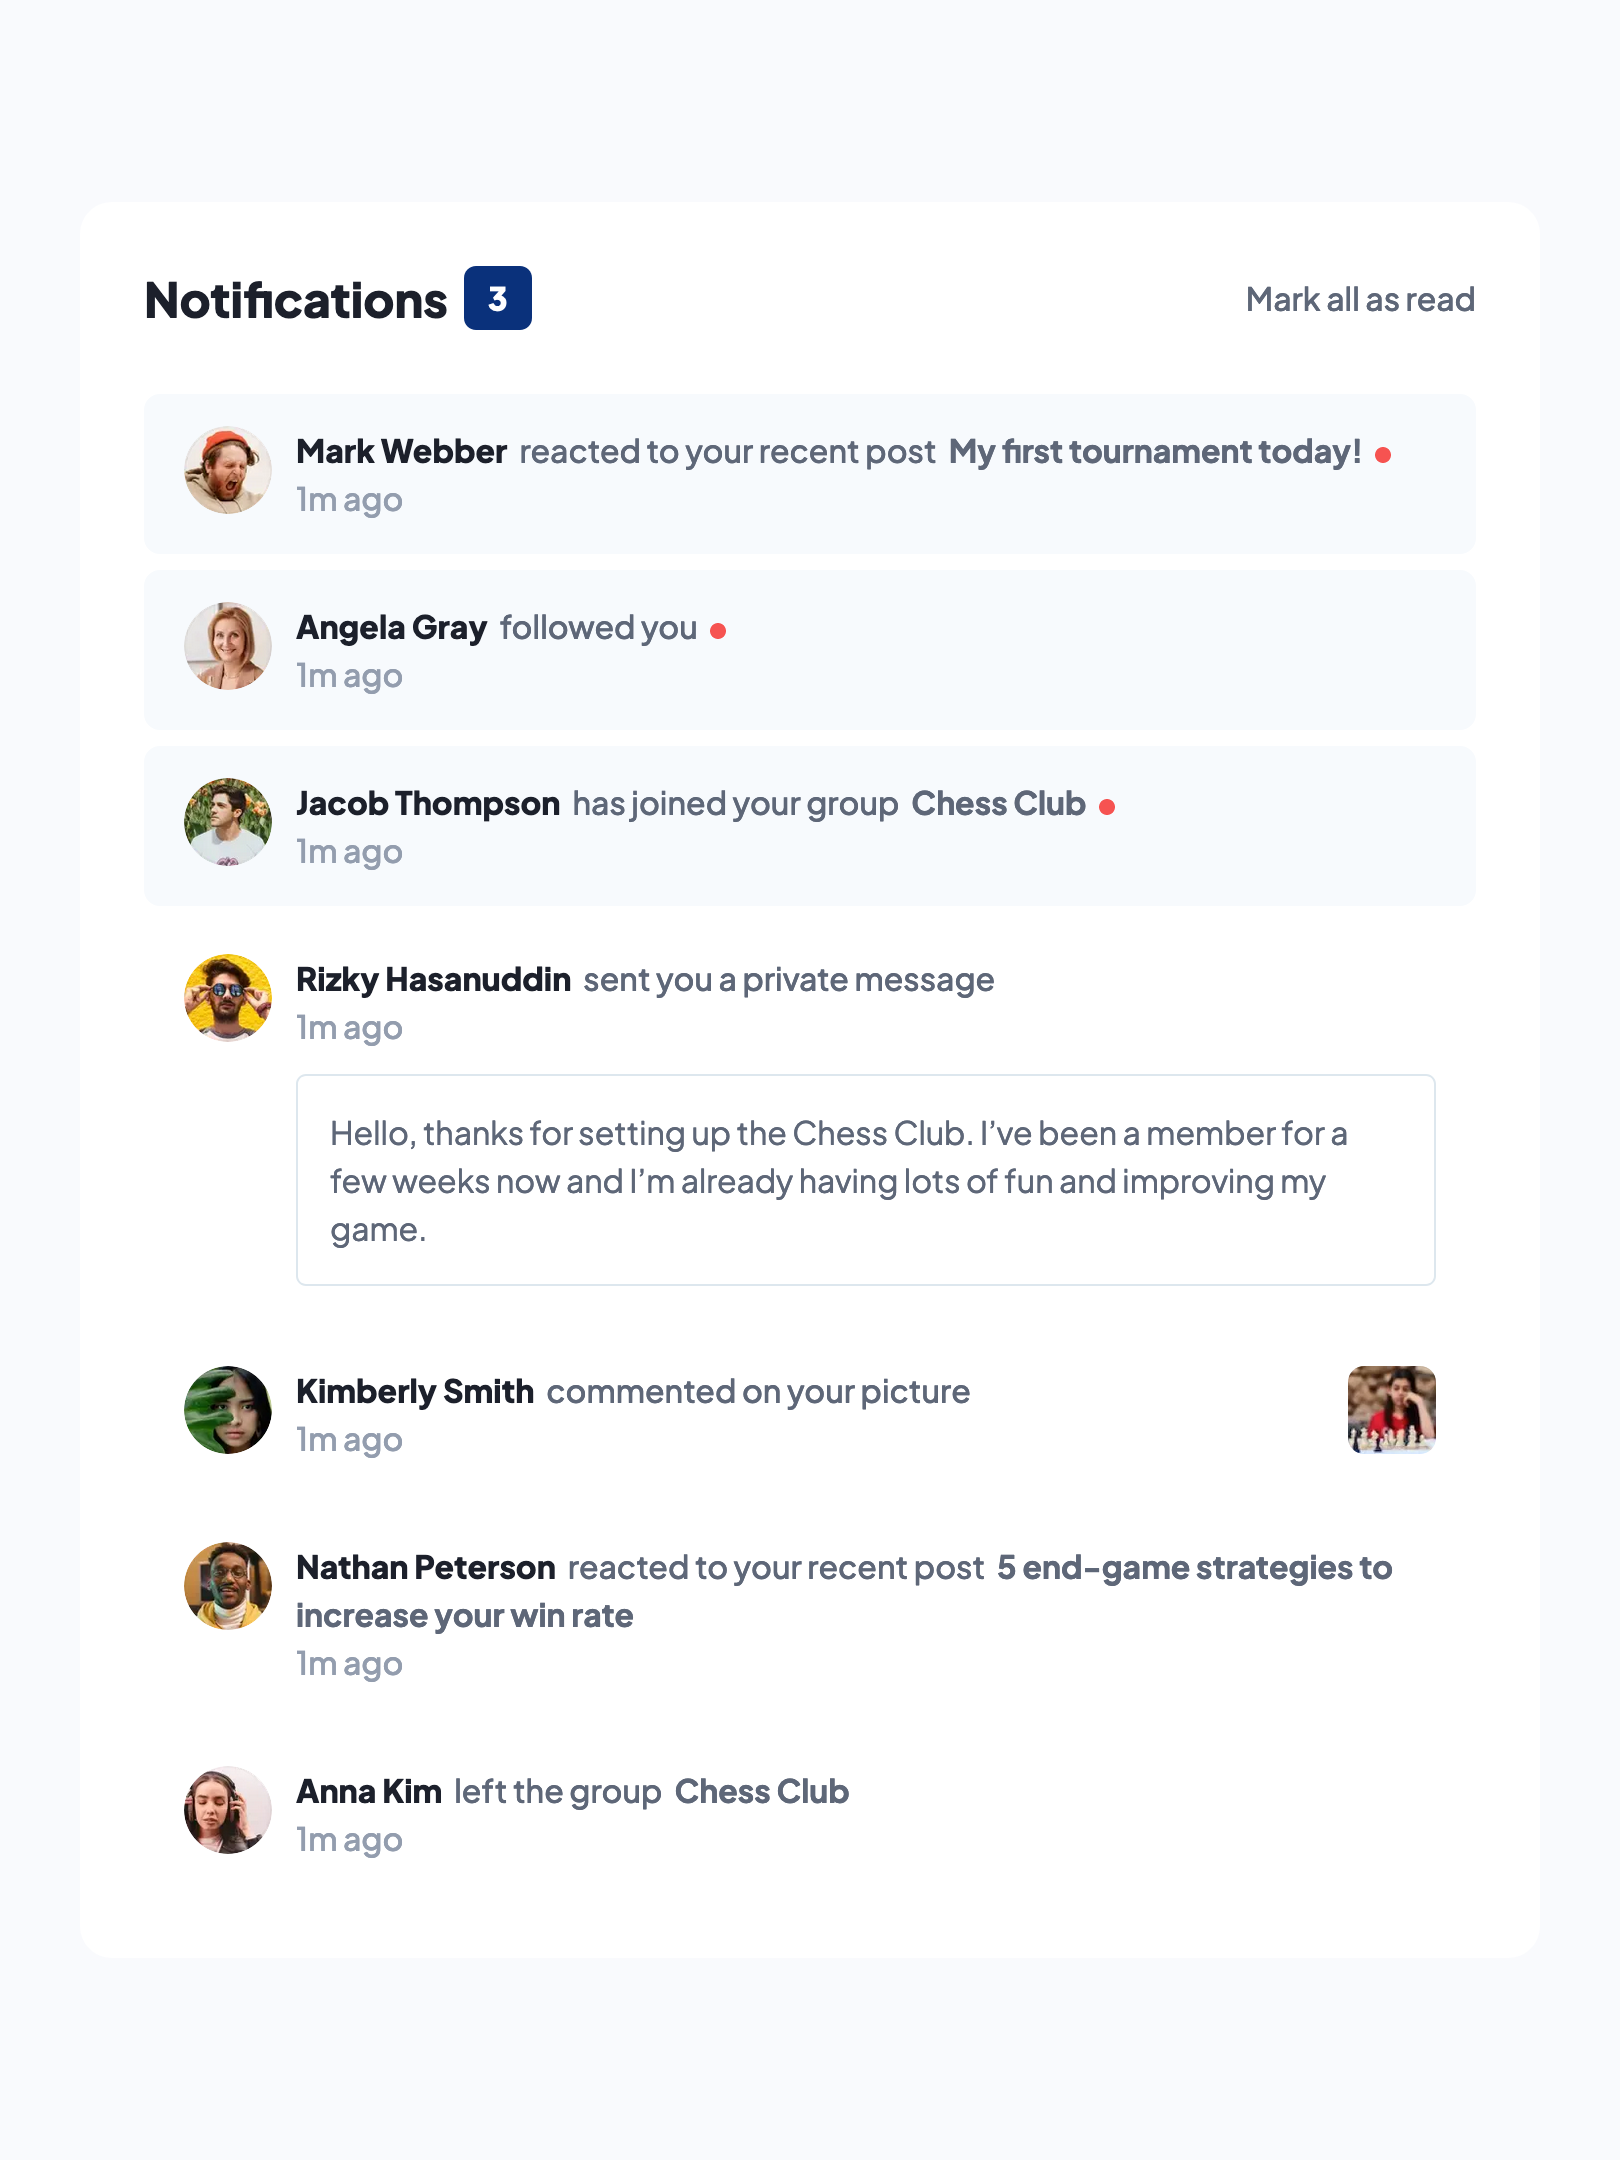 Notifications 3 Mark all as read
Mark Webber reacted to your recent post My first tournament today!
1m ago
Angela Gray followed you
1m ago
Jacob Thompson has joined your group Chess Club
1m ago
Rizky Hasanuddin sent you a private message
1m ago
Hello, thanks for setting up the Chess Club. I’ve been a member for a
few weeks now and I’m already having lots of fun and improving my
game.
Kimberly Smith commented on your picture
1m ago
Nathan Peterson reacted to your recent post 5 end-game strategies to
increase your win rate
1m ago
Anna Kim left the group Chess Club
1m ago